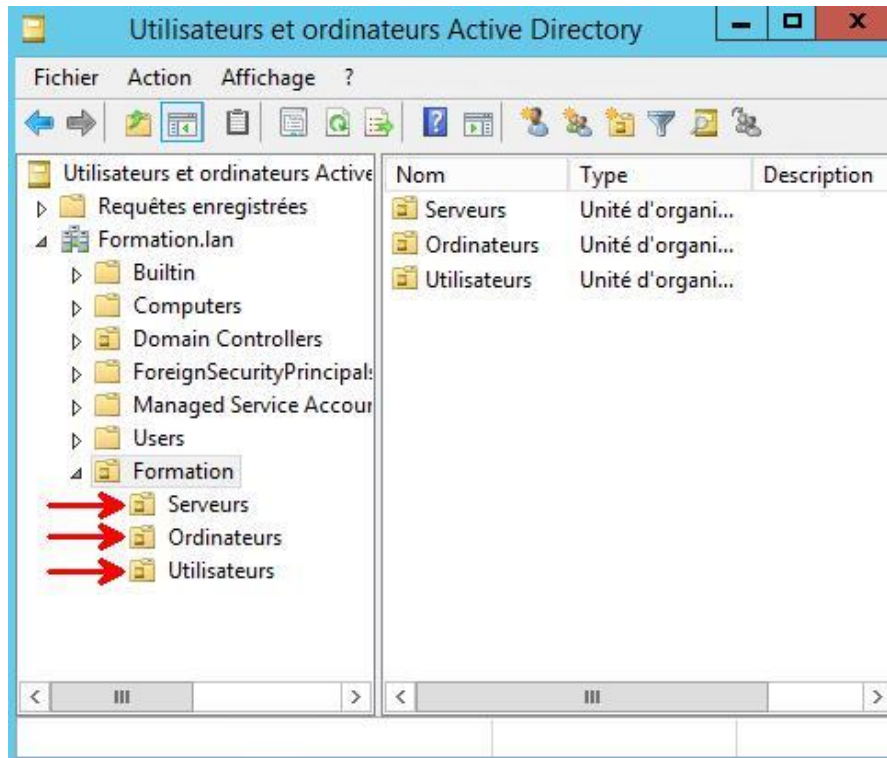 Utilisateurs et ordinateurs Active Directory
Fichier Action Affichage ?
Utilisateurs et ordinateurs Active
Requêtes enregistrées
Formation.lan
Builtin
Computers
Domain Controllers
ForeignSecurityPrincipals
Managed Service Accour
Users
Formation
Serveurs
Ordinateurs
Utilisateurs
Nom Type Description
Serveurs Unité d'organi...
Ordinateurs Unité d'organi...
Utilisateurs Unité d'organi...